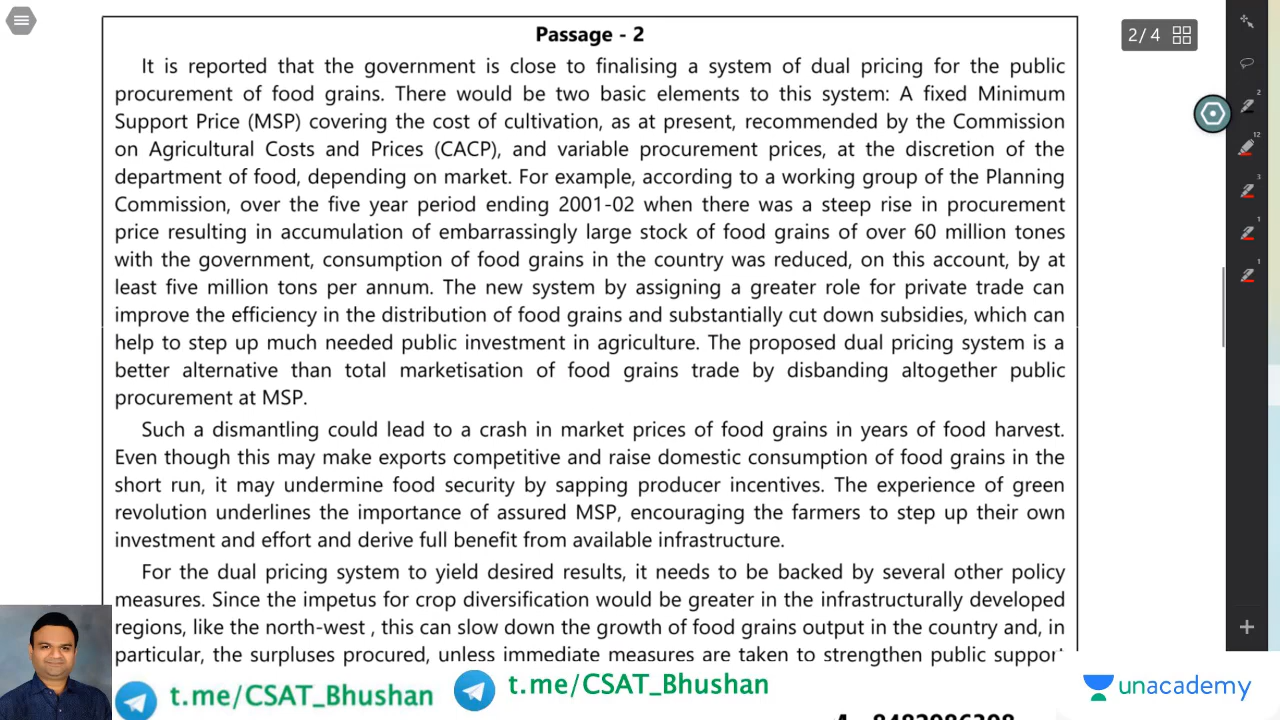 Passage - 2
2/ 4
It is reported that the government is close to finalising a system of dual pricing for the public
procurement of food grains. There would be two basic elements to this system: A fixed Minimum
Support Price (MSP) covering the cost of cultivation, as at present, recommended by the Commission
on Agricultural Costs and Prices (CACP), and variable procurement prices, at the discretion of the
department of food, depending on market. For example, according to a working group of the Planning
Commission, over the five year period ending 2001-02 when there was a steep rise in procurement
price resulting in accumulation of embarrassingly large stock of food grains of over 60 million tones
with the government, consumption of food grains in the country was reduced, on this account, by at
least five million tons per annum. The new system by assigning a greater role for private trade can
improve the efficiency in the distribution of food grains and substantially cut down subsidies, which can
help to step up much needed public investment in agriculture. The proposed dual pricing system is a
better alternative than total marketisation of food grains trade by disbanding altogether public
procurement at MSP.
Such a dismantling could lead to a crash in market prices of food grains in years of food harvest.
Even though this may make exports competitive and raise domestic consumption of food grains in the
short run, it may undermine food security by sapping producer incentives. The experience of green
revolution underlines the importance of assured MSP, encouraging the farmers to step up their own
investment and effort and derive full benefit from available infrastructure.
For the dual pricing system to yield desired results, it needs to be backed by several other policy
measures. Since the impetus for crop diversification would be greater in the infrastructurally developed
regions, like the north-west , this can slow down the growth of food grains output in the country and, in
particular, the surpluses procured, unless immediate measures are taken to strengthen public support
2
12
3
1
1
t.me/CSAT_Bhushan
t.me/CSAT_Bhushan
unacademy